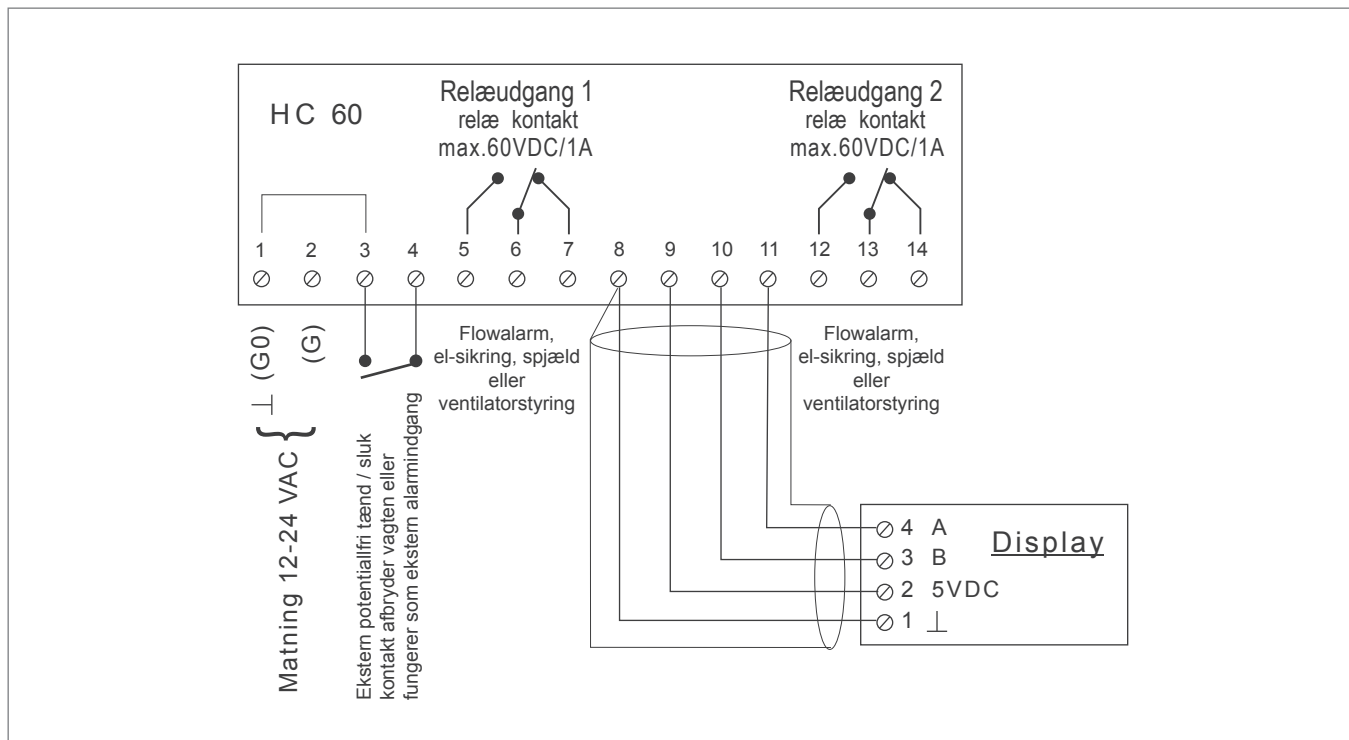 HC 60
Relæudgang 1
relæ kontakt
max.60VDC/1A
Relæudgang 2
relæ kontakt
max.60VDC/1A
1 2 3 4 5 6 7 8 9 10 11 12 13 14
⊥ (G0)
(G)
Matning 12-24 VAC
Ekstern potentiallfri tænd / sluk
kontakt afbryder vagten eller
fungerer som ekstern alarmindgang
Flowalarm,
el-sikring, spjæld
eller
ventilatorstyring
Flowalarm,
el-sikring, spjæld
eller
ventilatorstyring
4 A
3 B
2 5VDC
1 ⊥
Display